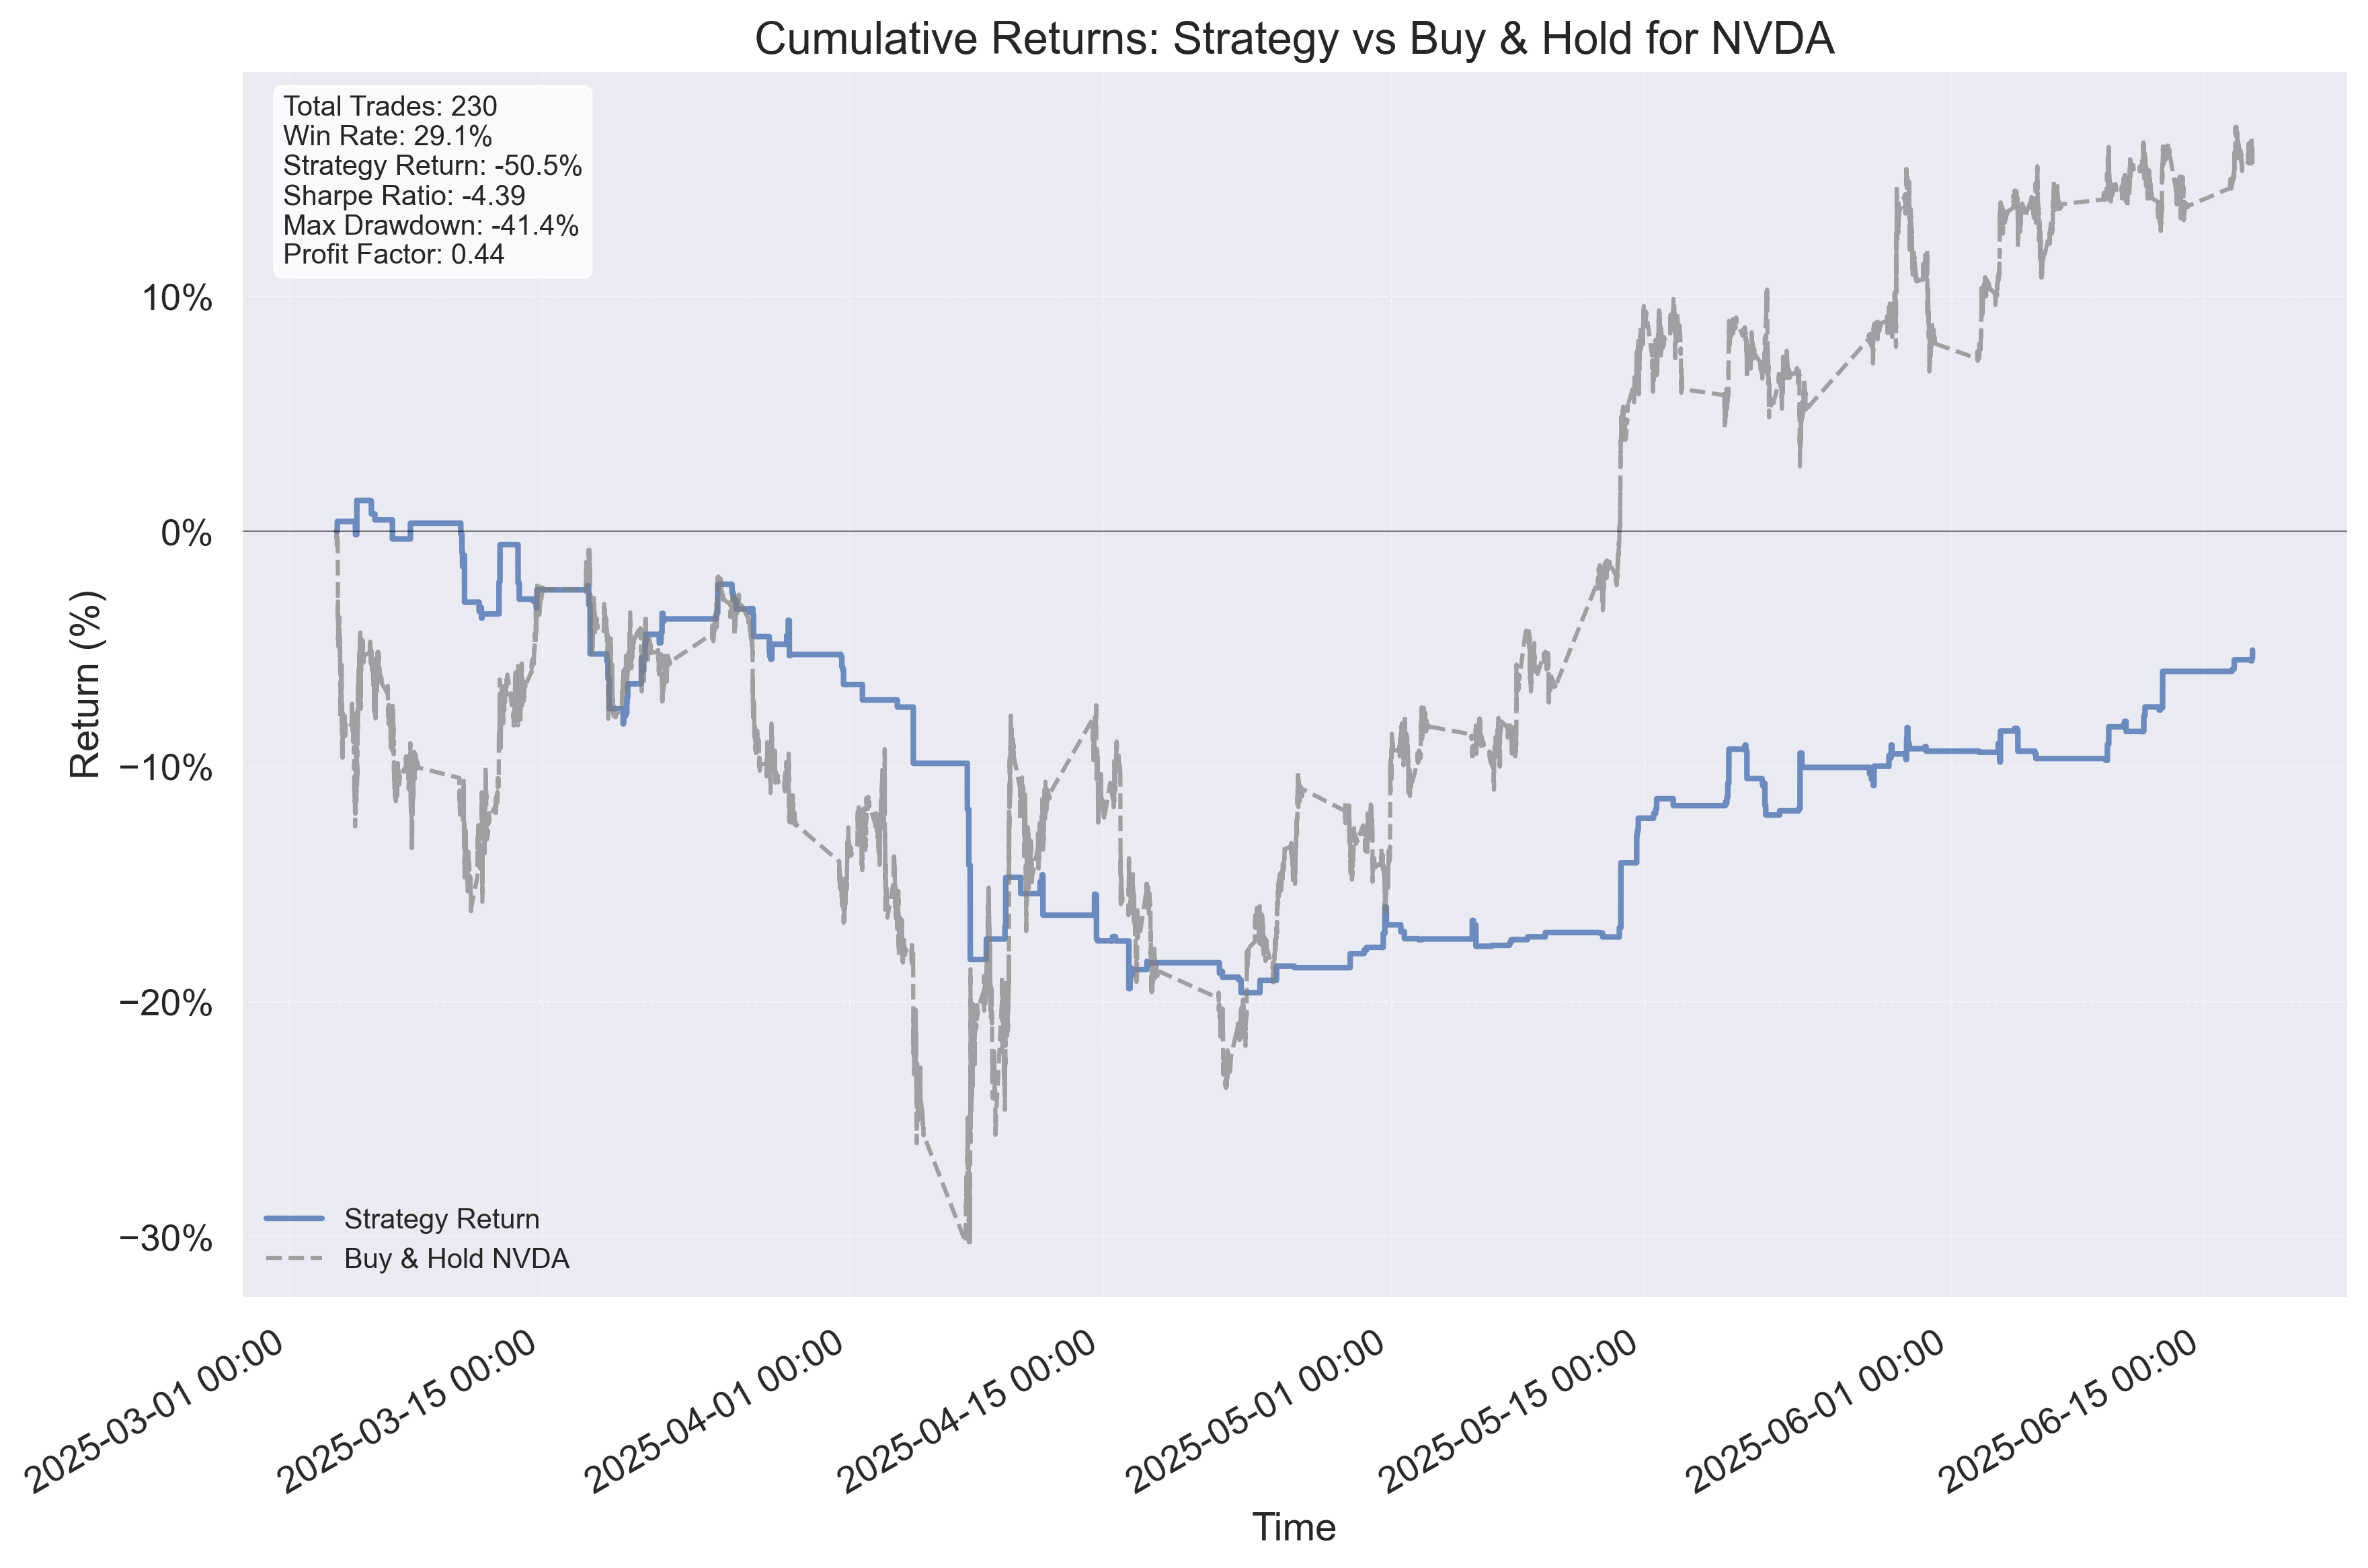 Cumulative Returns: Strategy vs Buy & Hold for NVDA
Total Trades: 230
Win Rate: 29.1%
Strategy Return: -50.5%
Sharpe Ratio: -4.39
Max Drawdown: -41.4%
Profit Factor: 0.44
10%
0%
−10%
−20%
−30%
Return (%)
Strategy Return
Buy & Hold NVDA
2025-03-01 00:00
2025-03-15 00:00
2025-04-01 00:00
2025-04-15 00:00
2025-05-01 00:00
2025-05-15 00:00
2025-06-01 00:00
2025-06-15 00:00
Time